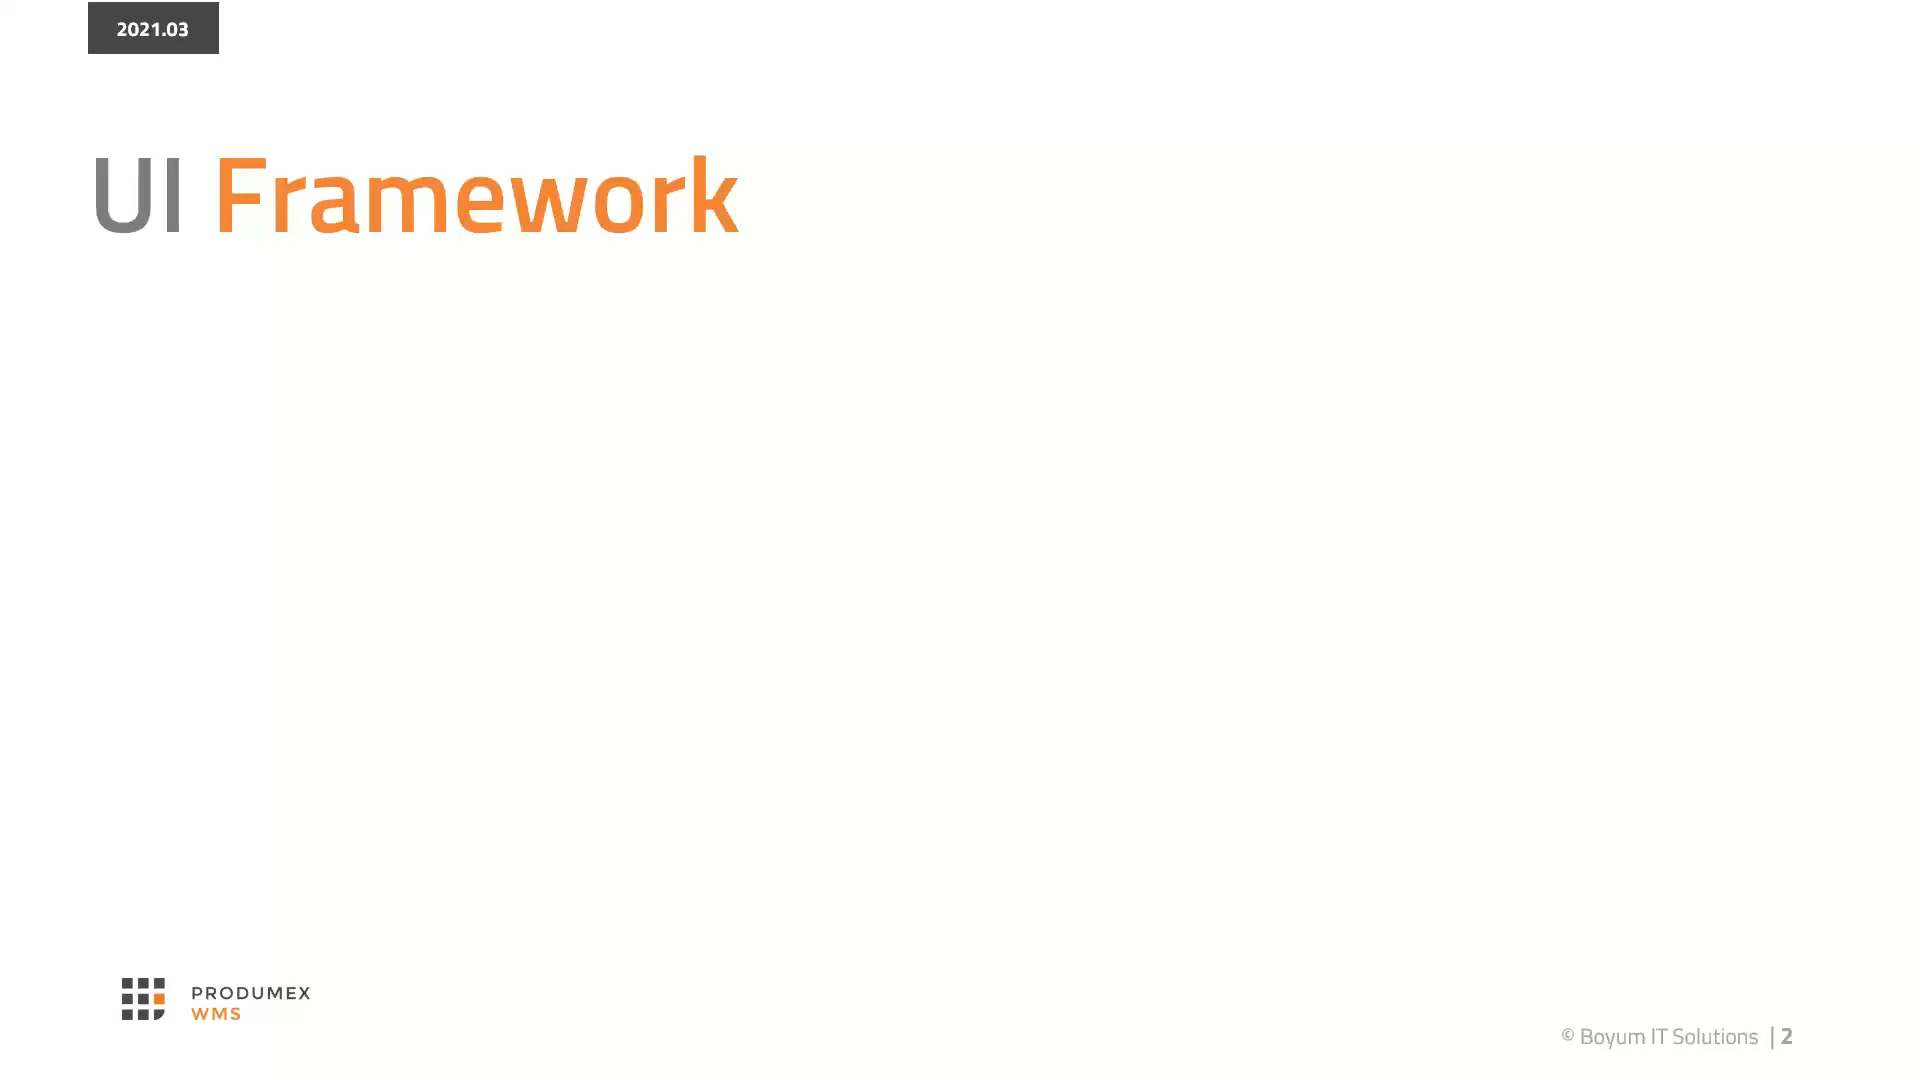 2021.03
UI Framework
PRODUMEX
WMS
© Boyum IT Solutions | 2